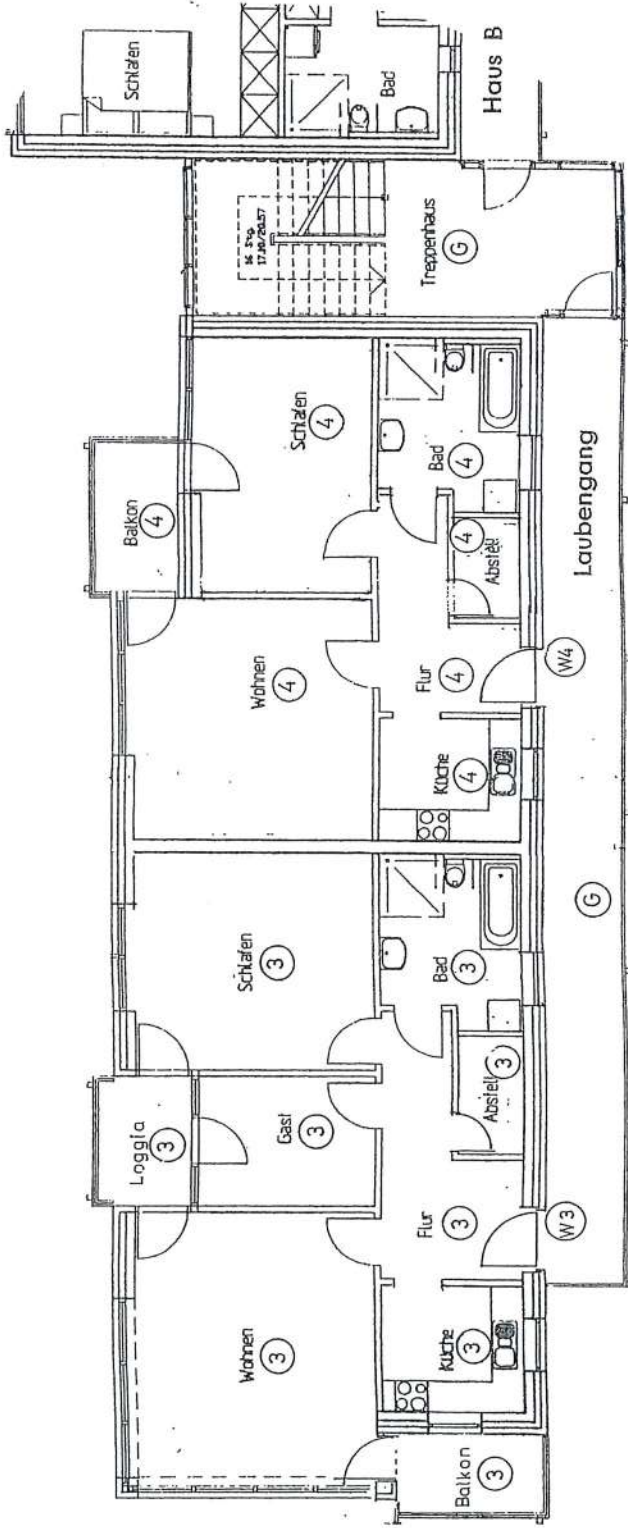 Loggia
3
Balkon
4
Schlafen
Wohnen
3
Gast
3
Schlafen
3
Wohnen
4
Schlafen
4
16 Stg.
Bad
Balkon
3
Küche
3
Flur
3
Abstell
3
Bad
3
Küche
4
Flur
4
Abstell
4
Bad
4
Treppenhaus
G
Haus B
W3
W4
G
Laubengang